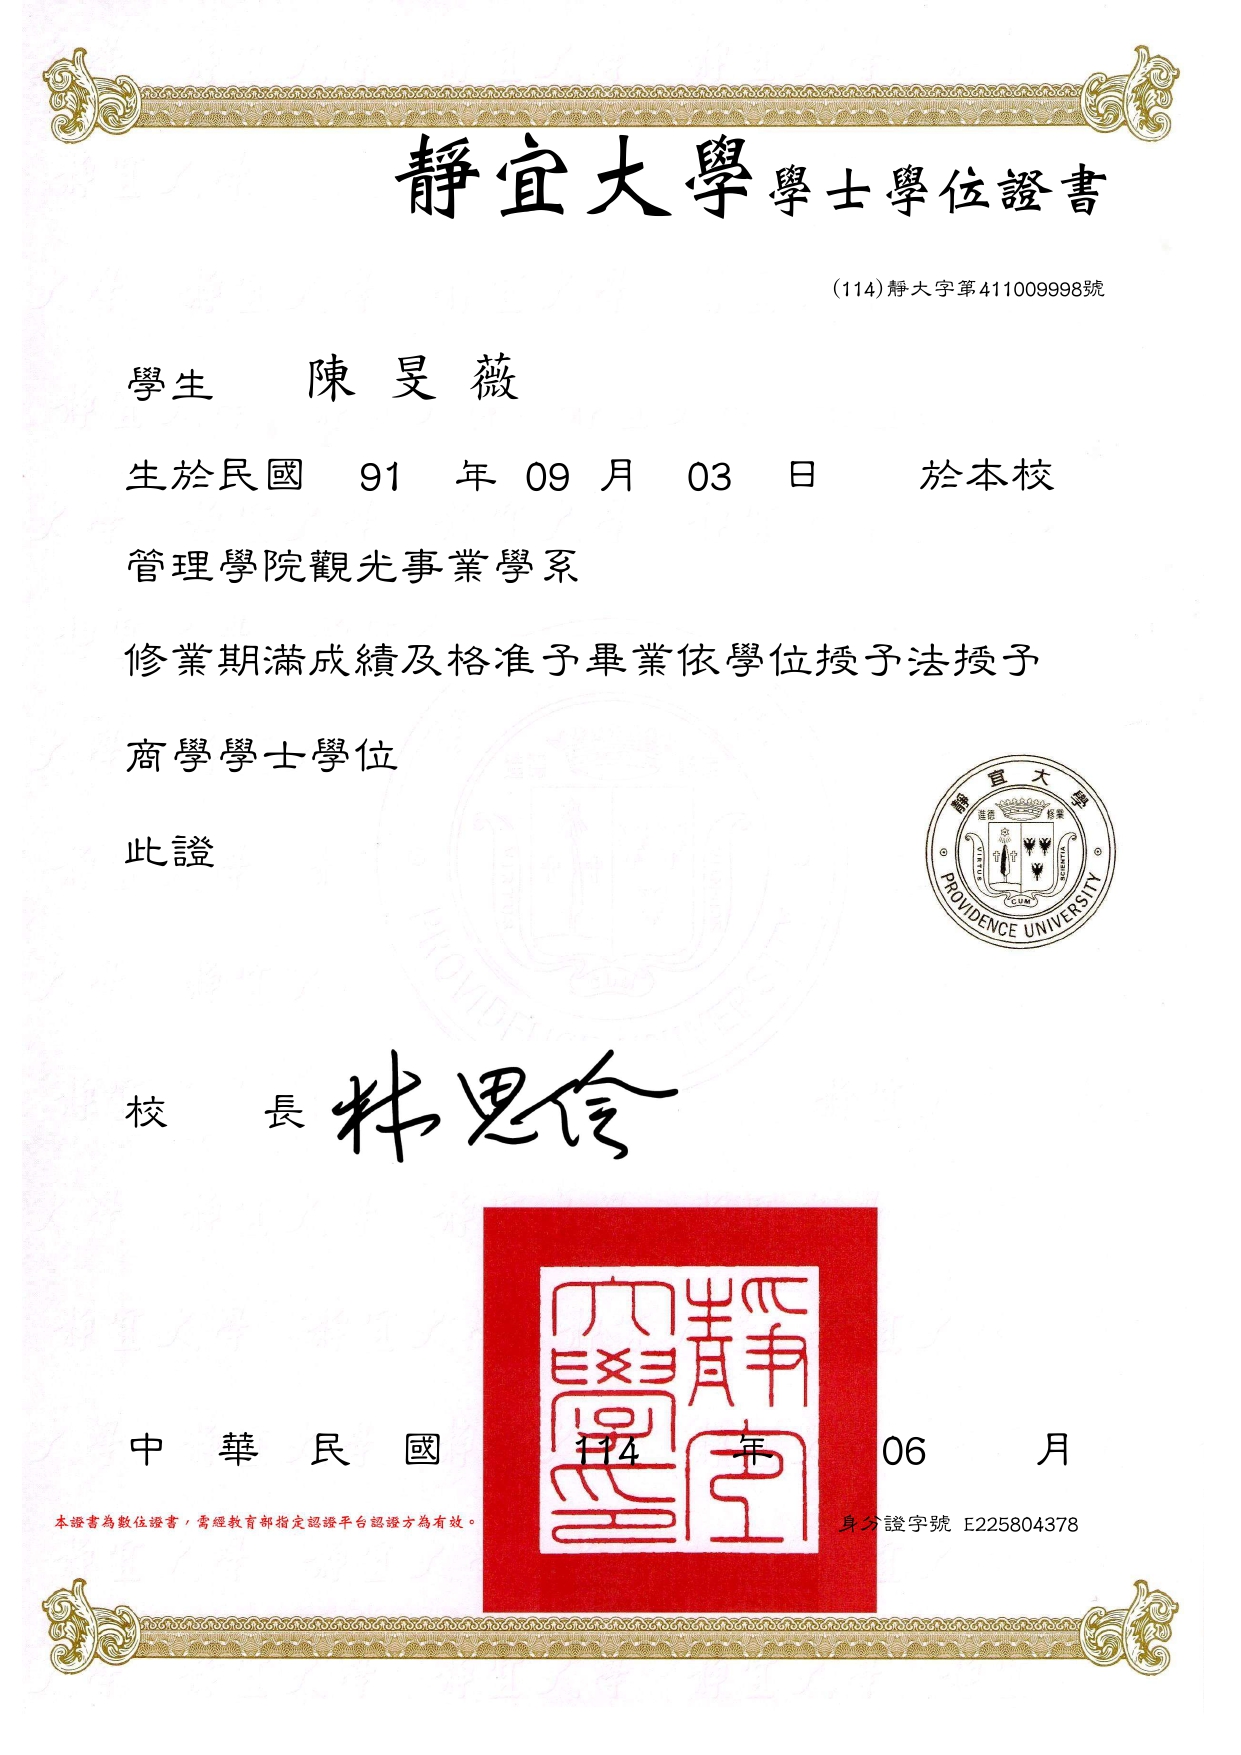 靜宜大學學士學位證書
(114)靜大字第411009998號
學生 陳旻薇
生於民國 91 年 09 月 03 日 於本校
管理學院觀光事業學系
修業期滿成績及格准予畢業依學位授予法授予
商學學士學位
此證
靜宜大學
進德 修業
VIRTUS CUM SCIENTIA
PROVIDENCE UNIVERSITY
校 長 林思伶
靜宜大學印
中 華 民 國 114 年 06 月
本證書為數位證書，需經教育部指定認證平台認證方為有效。
身分證字號 E225804378